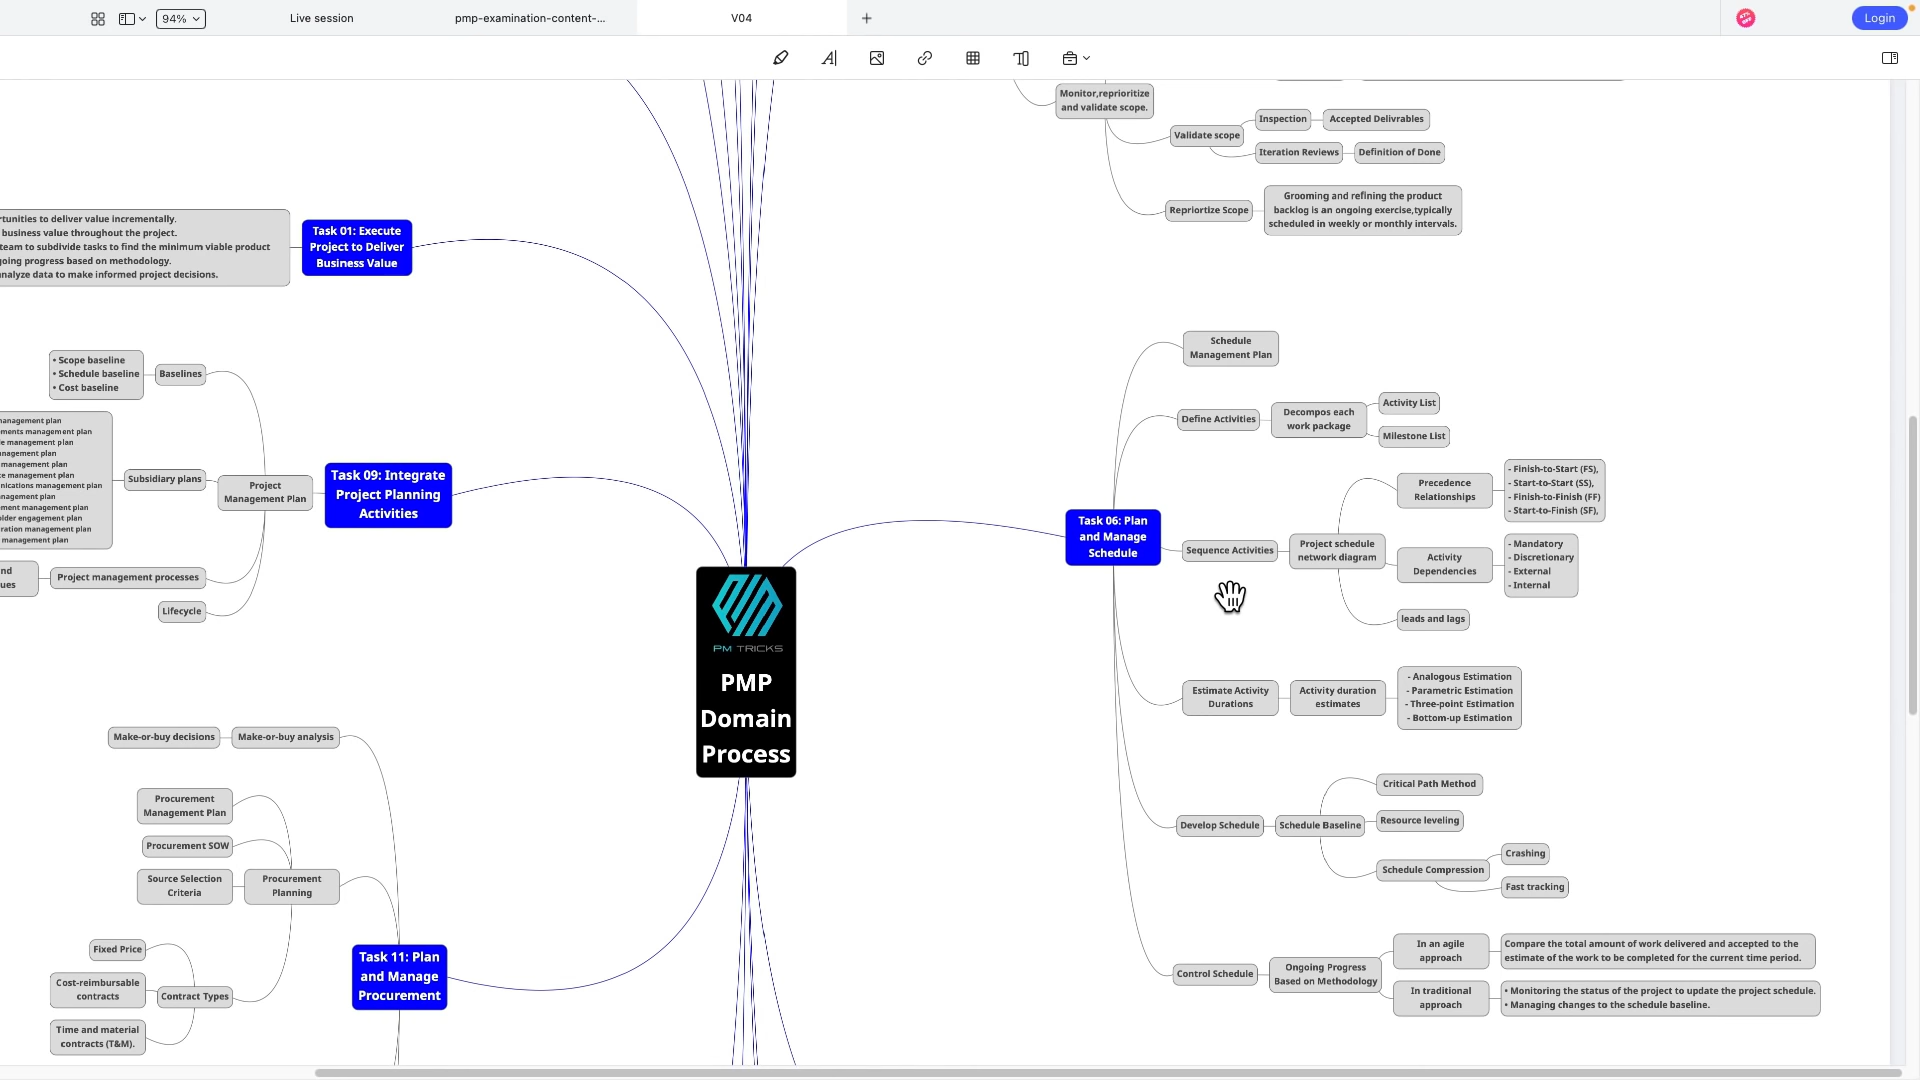 94%
Live session
pmp-examination-content-...
V04
Login
Monitor,reprioritize
and validate scope.
Validate scope
Inspection
Accepted Delivrables
Iteration Reviews
Definition of Done
Repriortize Scope
Grooming and refining the product
backlog is an ongoing exercise,typically
scheduled in weekly or monthly intervals.
rtunities to deliver value incrementally.
business value throughout the project.
team to subdivide tasks to find the minimum viable product
going progress based on methodology.
analyze data to make informed project decisions.
Task 01: Execute
Project to Deliver
Business Value
• Scope baseline
• Schedule baseline
• Cost baseline
Baselines
management plan
ements management plan
le management plan
nagement plan
management plan
ce management plan
nications management plan
nagement plan
ement management plan
older engagement plan
ration management plan
management plan
Subsidiary plans
Project
Management Plan
Task 09: Integrate
Project Planning
Activities
nd
ues
Project management processes
Lifecycle
PM TRICKS
PMP
Domain
Process
Make-or-buy decisions
Make-or-buy analysis
Procurement
Management Plan
Procurement SOW
Source Selection
Criteria
Procurement
Planning
Fixed Price
Cost-reimbursable
contracts
Time and material
contracts (T&M).
Contract Types
Task 11: Plan
and Manage
Procurement
Task 06: Plan
and Manage
Schedule
Schedule
Management Plan
Define Activities
Decompos each
work package
Activity List
Milestone List
Sequence Activities
Project schedule
network diagram
Precedence
Relationships
- Finish-to-Start (FS),
- Start-to-Start (SS),
- Finish-to-Finish (FF)
- Start-to-Finish (SF),
Activity
Dependencies
- Mandatory
- Discretionary
- External
- Internal
leads and lags
Estimate Activity
Durations
Activity duration
estimates
- Analogous Estimation
- Parametric Estimation
- Three-point Estimation
- Bottom-up Estimation
Develop Schedule
Schedule Baseline
Critical Path Method
Resource leveling
Schedule Compression
Crashing
Fast tracking
Control Schedule
Ongoing Progress
Based on Methodology
In an agile
approach
Compare the total amount of work delivered and accepted to the
estimate of the work to be completed for the current time period.
In traditional
approach
• Monitoring the status of the project to update the project schedule.
• Managing changes to the schedule baseline.